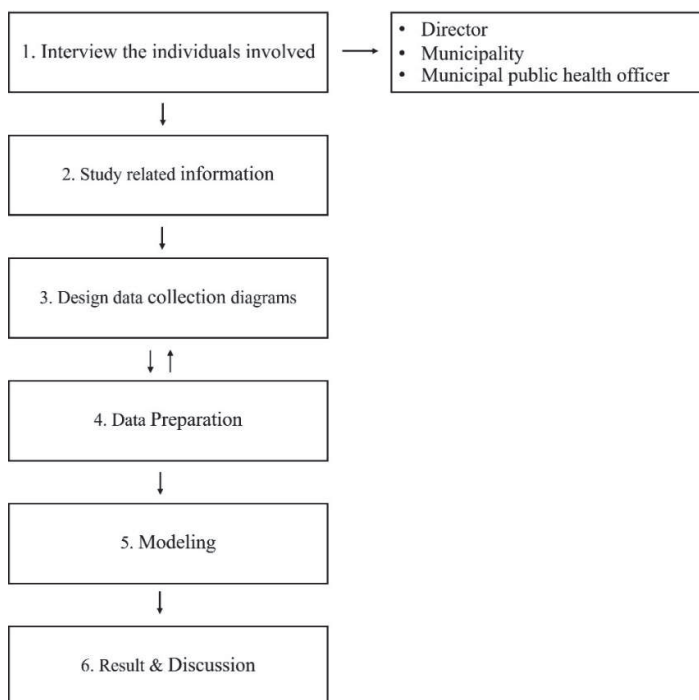 1. Interview the individuals involved
• Director
• Municipality
• Municipal public health officer
2. Study related information
3. Design data collection diagrams
4. Data Preparation
5. Modeling
6. Result & Discussion